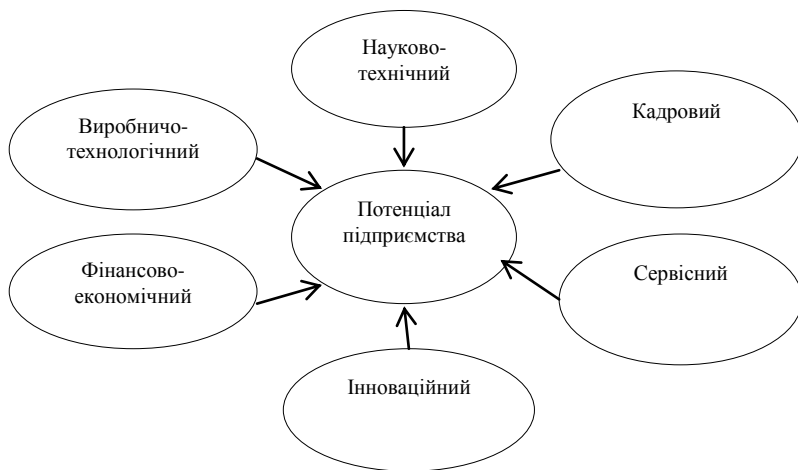 Науково-
технічний
Виробничо-
технологічний
Кадровий
Потенціал
підприємства
Фінансово-
економічний
Сервісний
Інноваційний